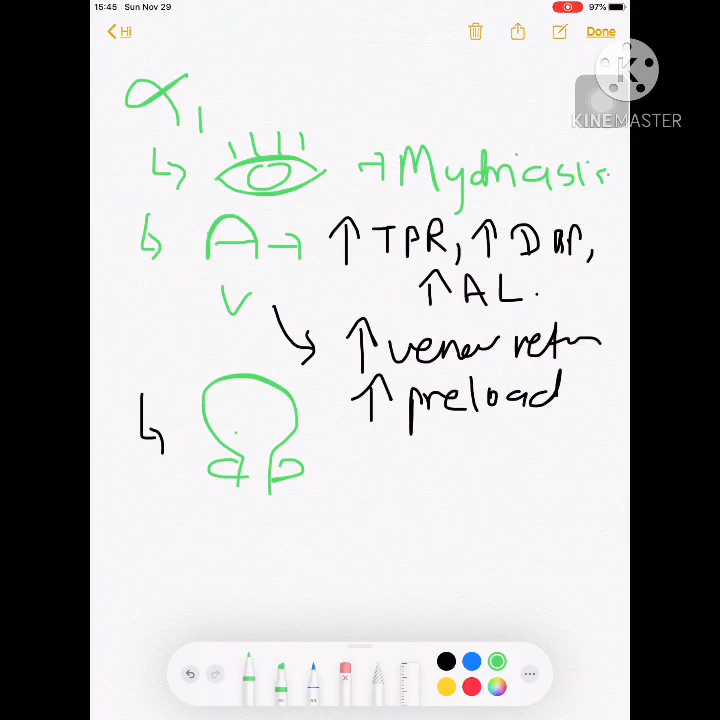 15:45 Sun Nov 29 97%
Hi Done
KINEMASTER
α1
↳ → Mydriasis
↳ A → ↑ TPR, ↑ DBP,
↑ AL.
V
↘ ↑ venous return
↑ preload
↳